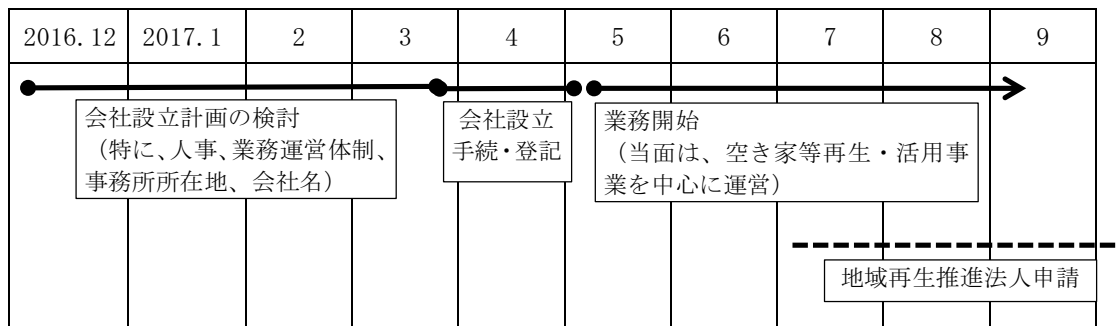 2016.12 2017.1 2 3 4 5 6 7 8 9
会社設立計画の検討
（特に、人事、業務運営体制、
事務所所在地、会社名）
会社設立
手続・登記
業務開始
（当面は、空き家等再生・活用事
業を中心に運営）
地域再生推進法人申請